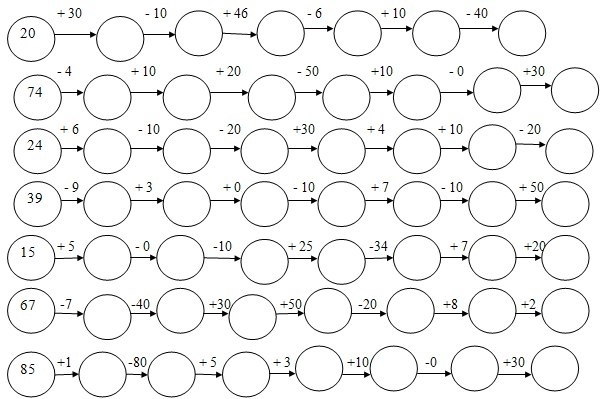 + 30 - 10 + 46 - 6 + 10 - 40
20
- 4 + 10 + 20 - 50 +10 - 0 +30
74
+ 6 - 10 - 20 +30 + 4 + 10 - 20
24
- 9 + 3 + 0 - 10 + 7 - 10 + 50
39
+ 5 - 0 -10 + 25 -34 + 7 +20
15
-7 -40 +30 +50 -20 +8 +2
67
+1 -80 + 5 + 3 +10 -0 +30
85